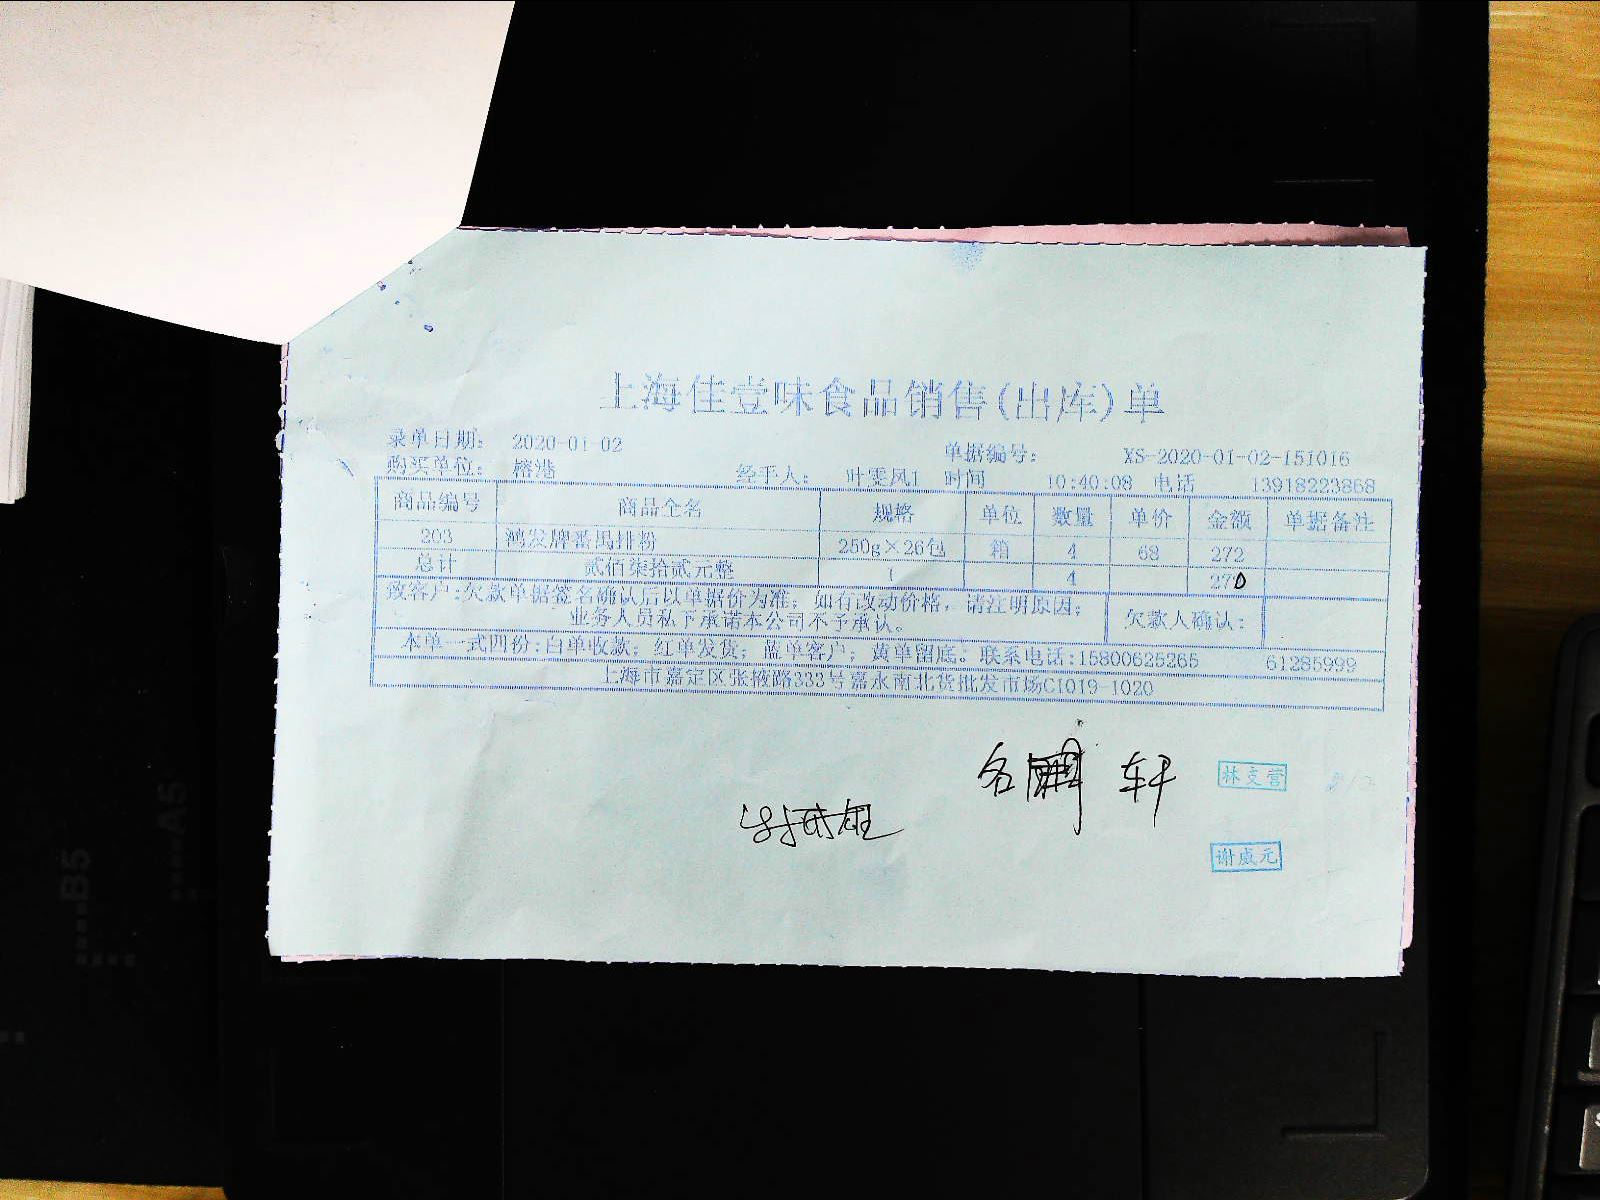 上海佳壹味食品销售(出库)单
录单日期: 2020-01-02 单据编号: XS-2020-01-02-151016
购买单位: 榕港 经手人: 叶雯凤1 时间 10:40:08 电话 13918223868
商品编号 商品全名 规格 单位 数量 单价 金额 单据备注
203 鸿发牌番禺排粉 250g×26包 箱 4 68 272
总计 贰佰柒拾贰元整 4 270
致客户:欠款单据签名确认后以单据价为准; 如有改动价格, 请注明原因;
业务人员私下承诺本公司不予承认。
欠款人确认:
本单一式四份:白单收款; 红单发货; 蓝单客户; 黄单留底。联系电话:15800625265 61285999
上海市嘉定区张掖路333号嘉永南北货批发市场C1019-1020
名 轩
林支营
谢成元
B5
A5